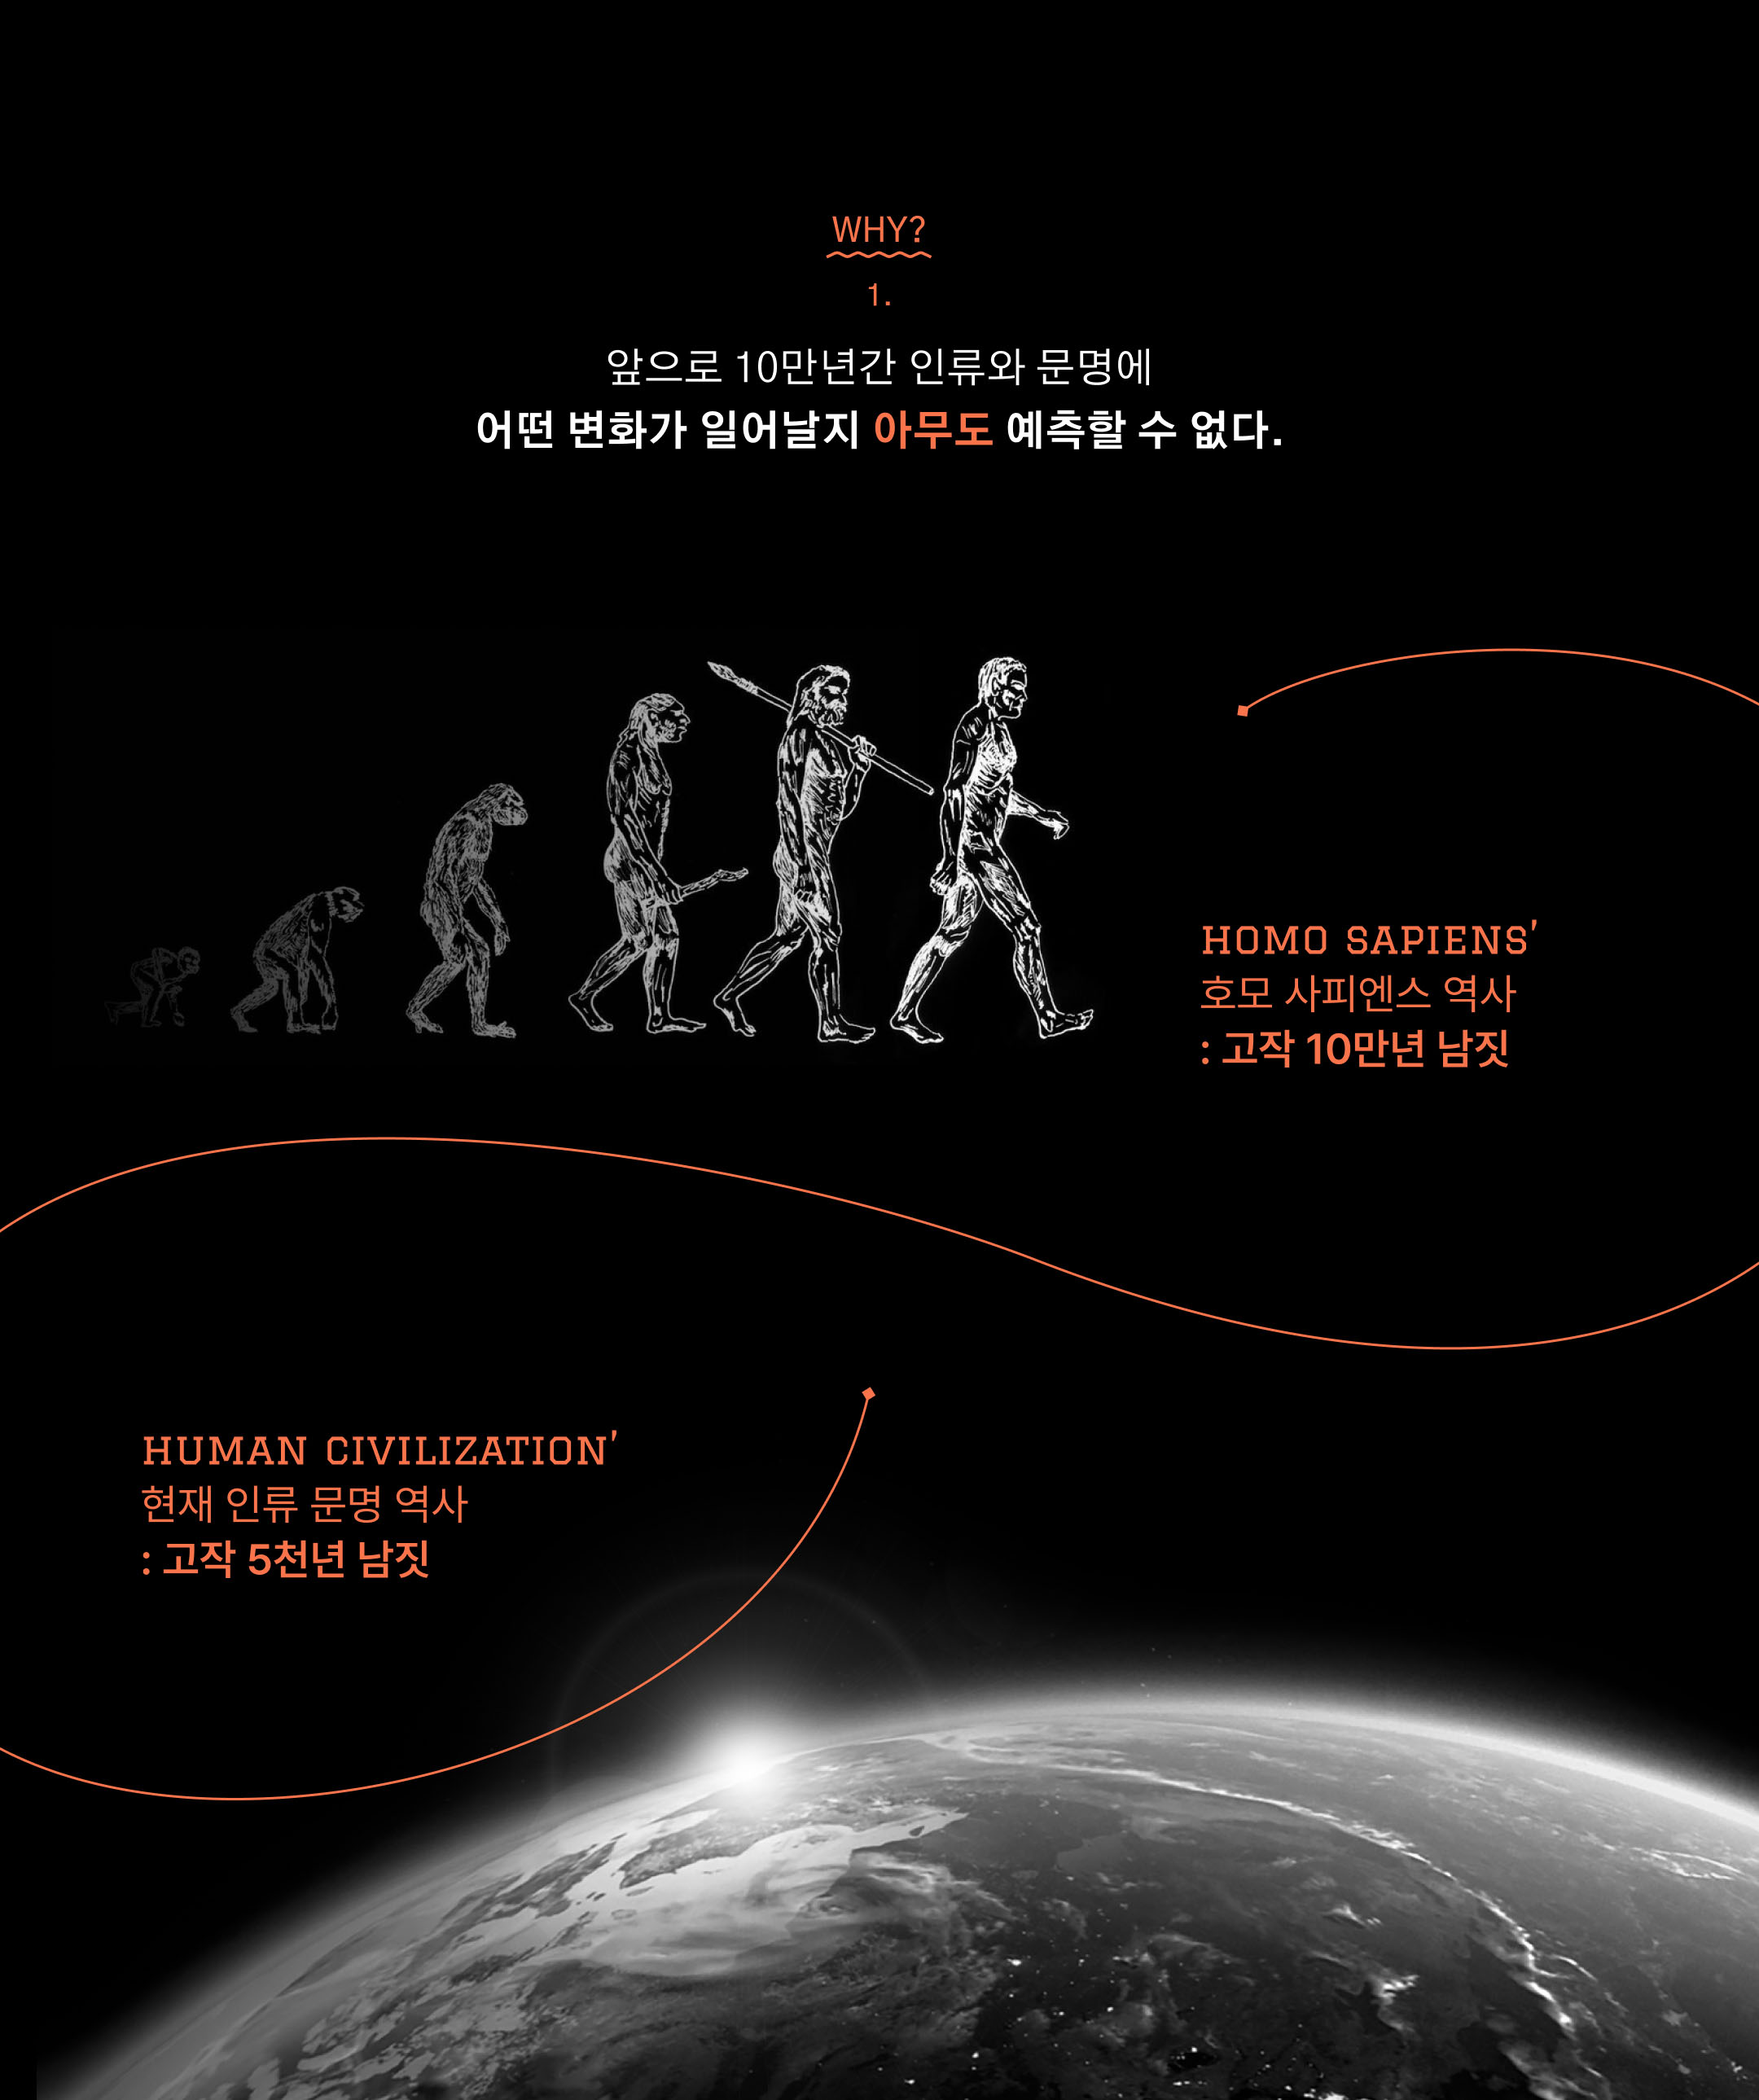 WHY?
1.
앞으로 10만년간 인류와 문명에
어떤 변화가 일어날지 아무도 예측할 수 없다.
HOMO SAPIENS’
호모 사피엔스 역사
: 고작 10만년 남짓
HUMAN CIVILIZATION’
현재 인류 문명 역사
: 고작 5천년 남짓